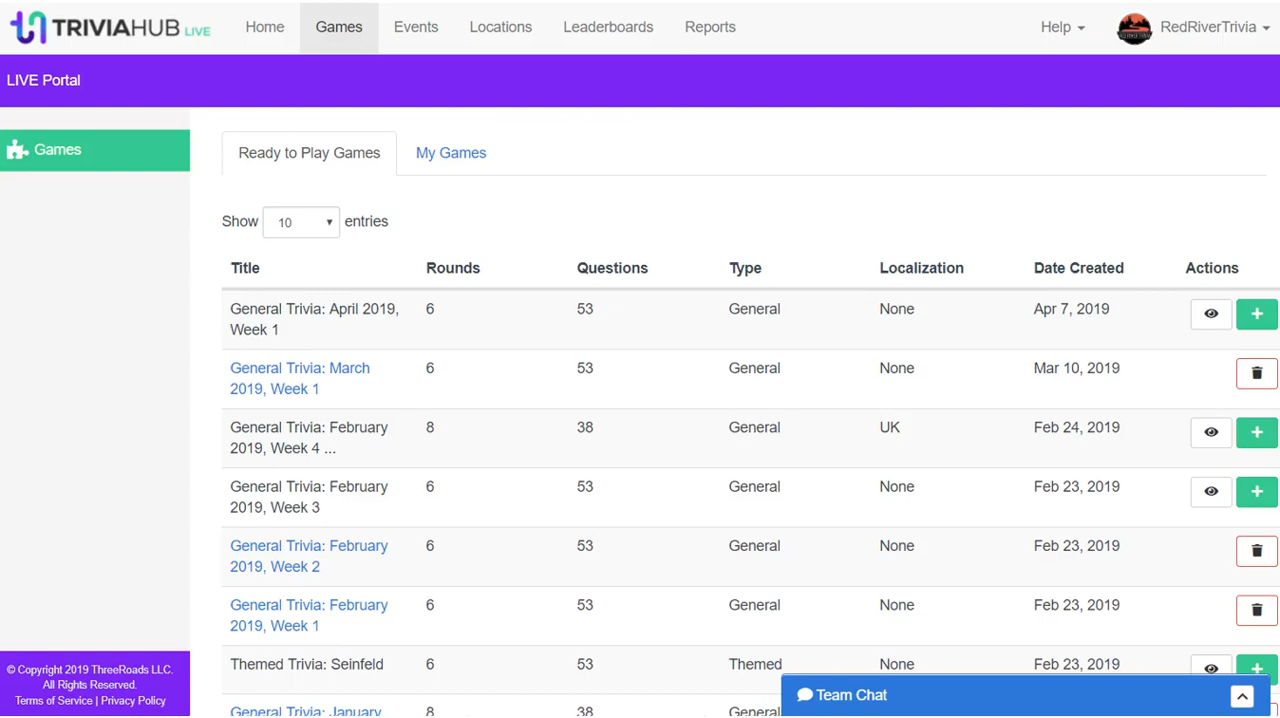 TRIVIAHUB LIVE Home Games Events Locations Leaderboards Reports Help RedRiverTrivia
LIVE Portal
Games
Ready to Play Games My Games
Show 10 entries
Title Rounds Questions Type Localization Date Created Actions
General Trivia: April 2019, 6 53 General None Apr 7, 2019
Week 1
General Trivia: March 6 53 General None Mar 10, 2019
2019, Week 1
General Trivia: February 8 38 General UK Feb 24, 2019
2019, Week 4 ...
General Trivia: February 6 53 General None Feb 23, 2019
2019, Week 3
General Trivia: February 6 53 General None Feb 23, 2019
2019, Week 2
General Trivia: February 6 53 General None Feb 23, 2019
2019, Week 1
Themed Trivia: Seinfeld 6 53 Themed None Feb 23, 2019
General Trivia: January 8 38 General
Team Chat
© Copyright 2019 ThreeRoads LLC.
All Rights Reserved.
Terms of Service | Privacy Policy